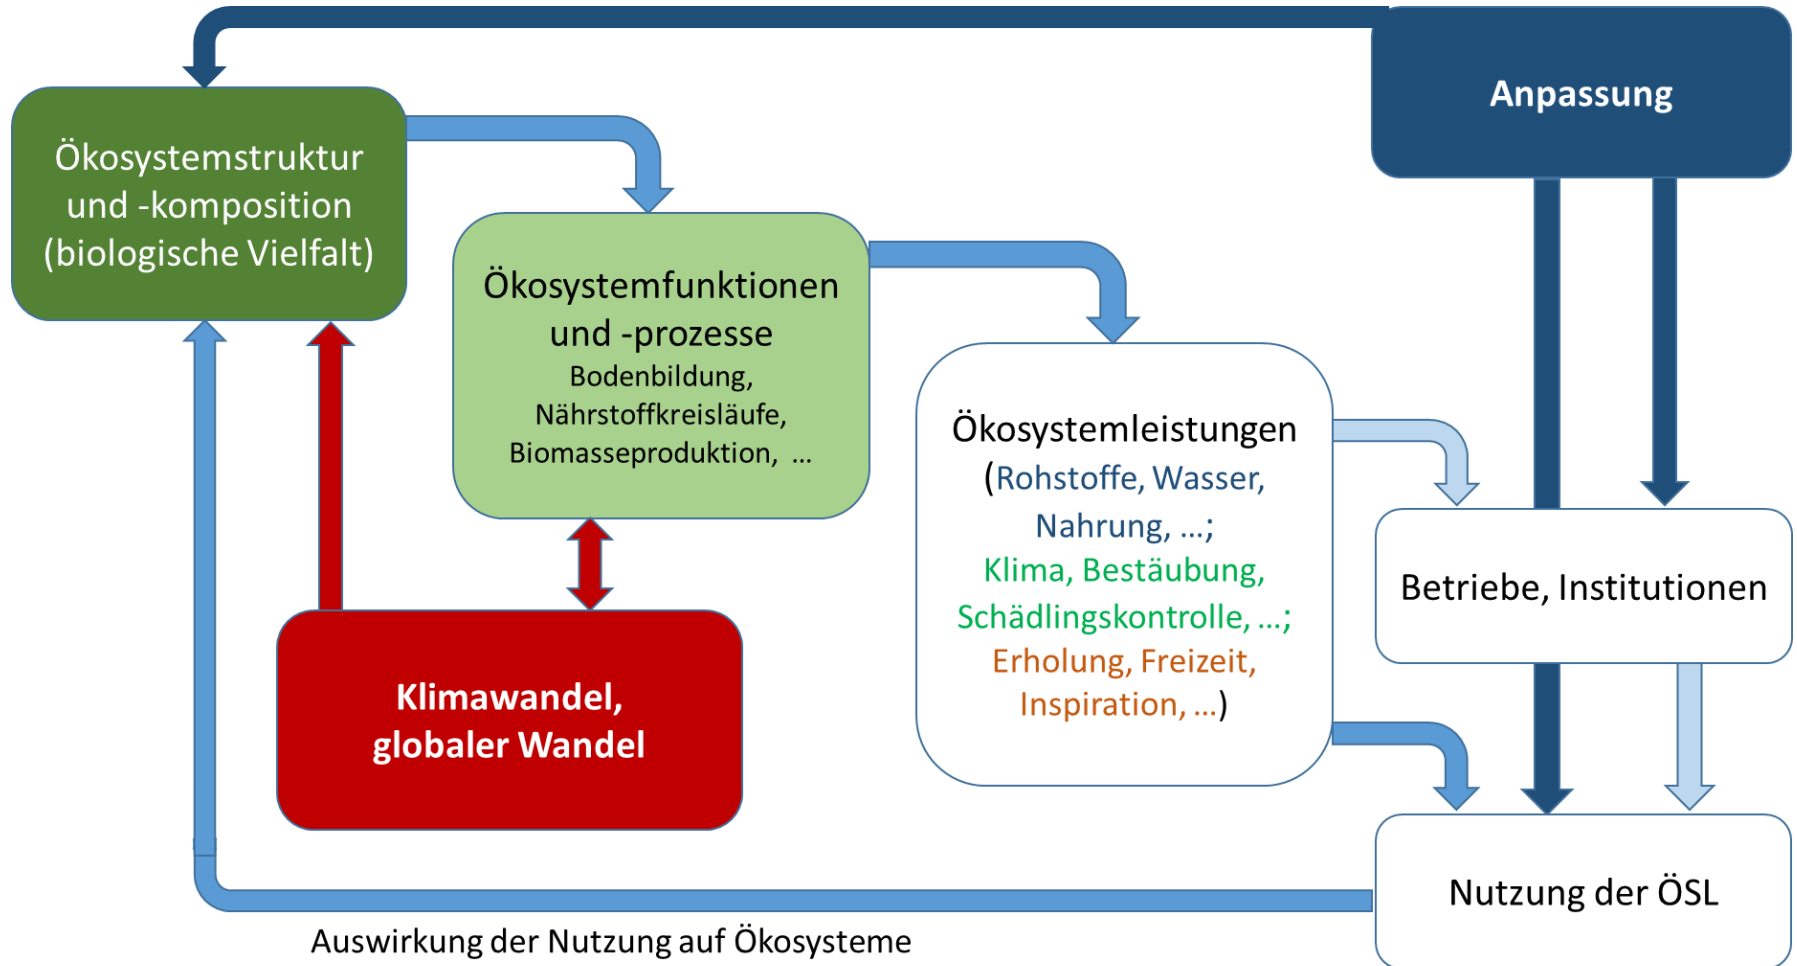 Anpassung
Ökosystemstruktur
und -komposition
(biologische Vielfalt)
Ökosystemfunktionen
und -prozesse
Bodenbildung,
Nährstoffkreisläufe,
Biomasseproduktion, ...
Ökosystemleistungen
(Rohstoffe, Wasser,
Nahrung, ...;
Klima, Bestäubung,
Schädlingskontrolle, ...;
Erholung, Freizeit,
Inspiration, ...)
Betriebe, Institutionen
Klimawandel,
globaler Wandel
Nutzung der ÖSL
Auswirkung der Nutzung auf Ökosysteme